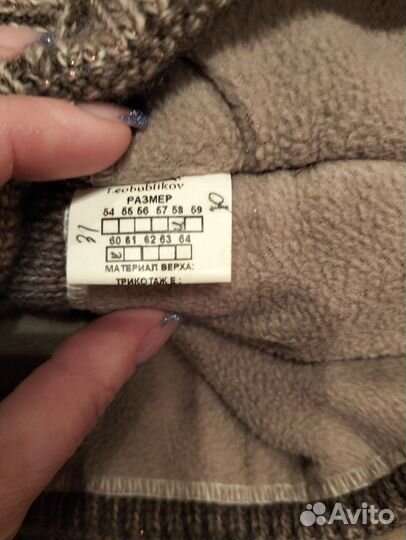 Leobublikov
РАЗМЕР
54 55 56 57 58 59
60 61 62 63 64
МАТЕРИАЛ ВЕРХА:
ТРИКОТАЖ Е :
Avito